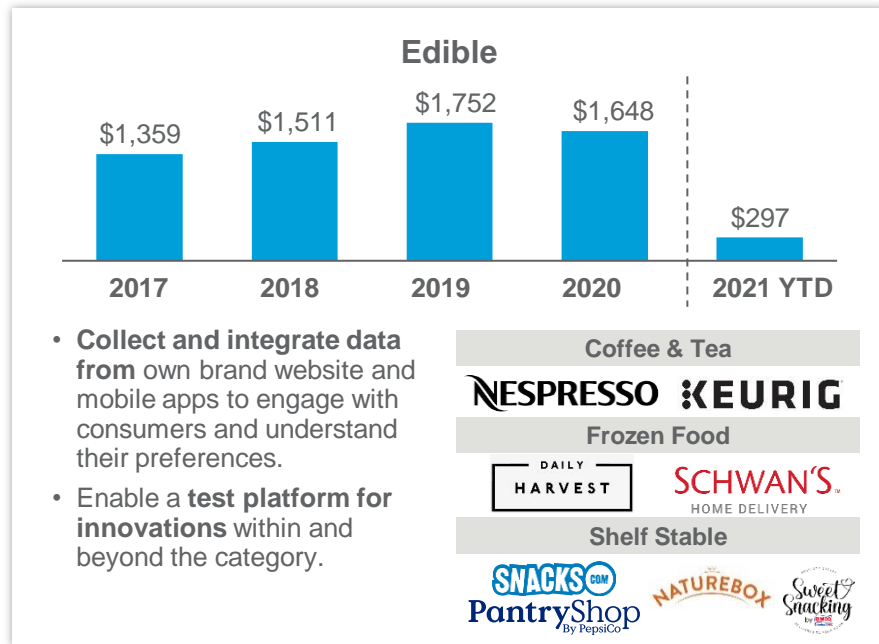 Edible
$1,359
$1,511
$1,752
$1,648
$297
2017
2018
2019
2020
2021 YTD
• Collect and integrate data
from own brand website and
mobile apps to engage with
consumers and understand
their preferences.
• Enable a test platform for
innovations within and
beyond the category.
Coffee & Tea
NESPRESSO
KEURIG
Frozen Food
DAILY
HARVEST
SCHWAN'S™
HOME DELIVERY
Shelf Stable
SNACKS.COM
PantryShop
By PepsiCo
NATUREBOX
Sweet
Snacking
by